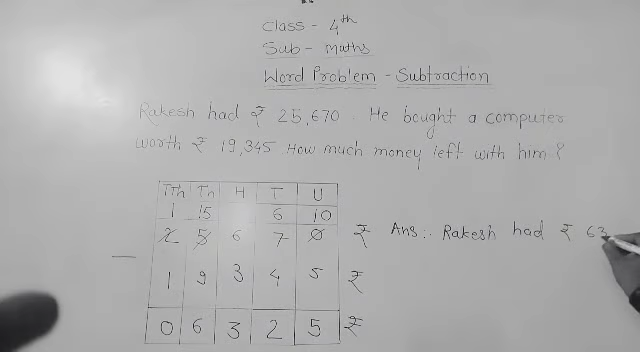 Class - 4th
Sub - maths
Word Problem - Subtraction
Rakesh had ₹ 25,670. He bought a computer
worth ₹ 19,345 How much money left with him?
TTh Th H T U
1 15 6 10
2 5 6 7 0 ₹ Ans:. Rakesh had ₹ 63
— 1 9 3 4 5 ₹
0 6 3 2 5 ₹